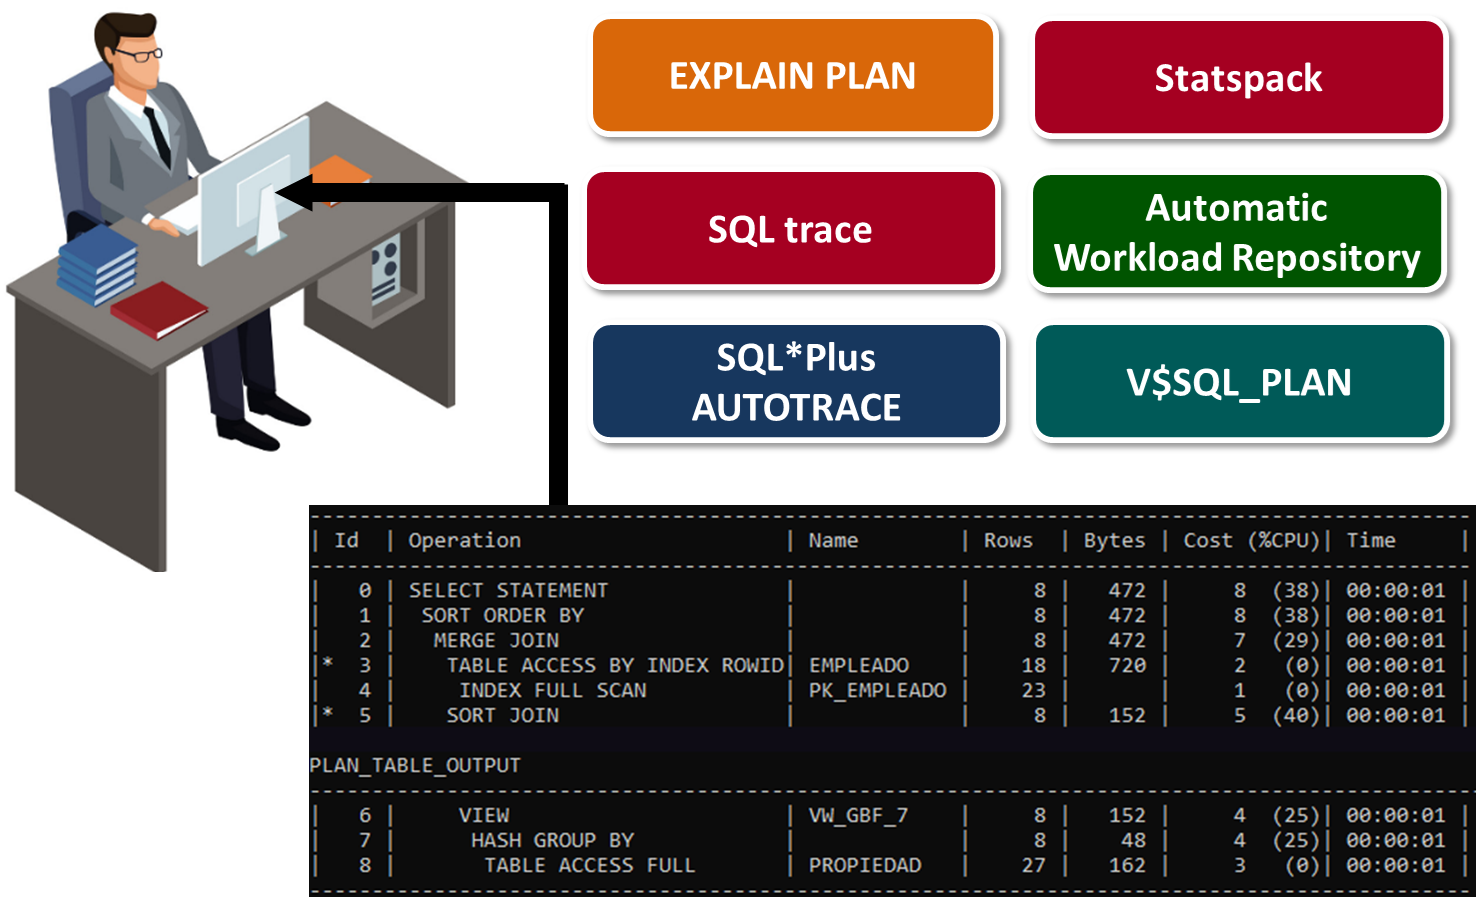 EXPLAIN PLAN
Statspack
SQL trace
Automatic
Workload Repository
SQL*Plus
AUTOTRACE
V$SQL_PLAN
| Id | Operation | Name | Rows | Bytes | Cost (%CPU)| Time |
| 0 | SELECT STATEMENT | | 8 | 472 | 8 (38)| 00:00:01 |
| 1 | SORT ORDER BY | | 8 | 472 | 8 (38)| 00:00:01 |
| 2 | MERGE JOIN | | 8 | 472 | 7 (29)| 00:00:01 |
|* 3 | TABLE ACCESS BY INDEX ROWID| EMPLEADO | 18 | 720 | 2 (0)| 00:00:01 |
| 4 | INDEX FULL SCAN | PK_EMPLEADO | 23 | | 1 (0)| 00:00:01 |
|* 5 | SORT JOIN | | 8 | 152 | 5 (40)| 00:00:01 |
PLAN_TABLE_OUTPUT
| 6 | VIEW | VW_GBF_7 | 8 | 152 | 4 (25)| 00:00:01 |
| 7 | HASH GROUP BY | | 8 | 48 | 4 (25)| 00:00:01 |
| 8 | TABLE ACCESS FULL | PROPIEDAD | 27 | 162 | 3 (0)| 00:00:01 |